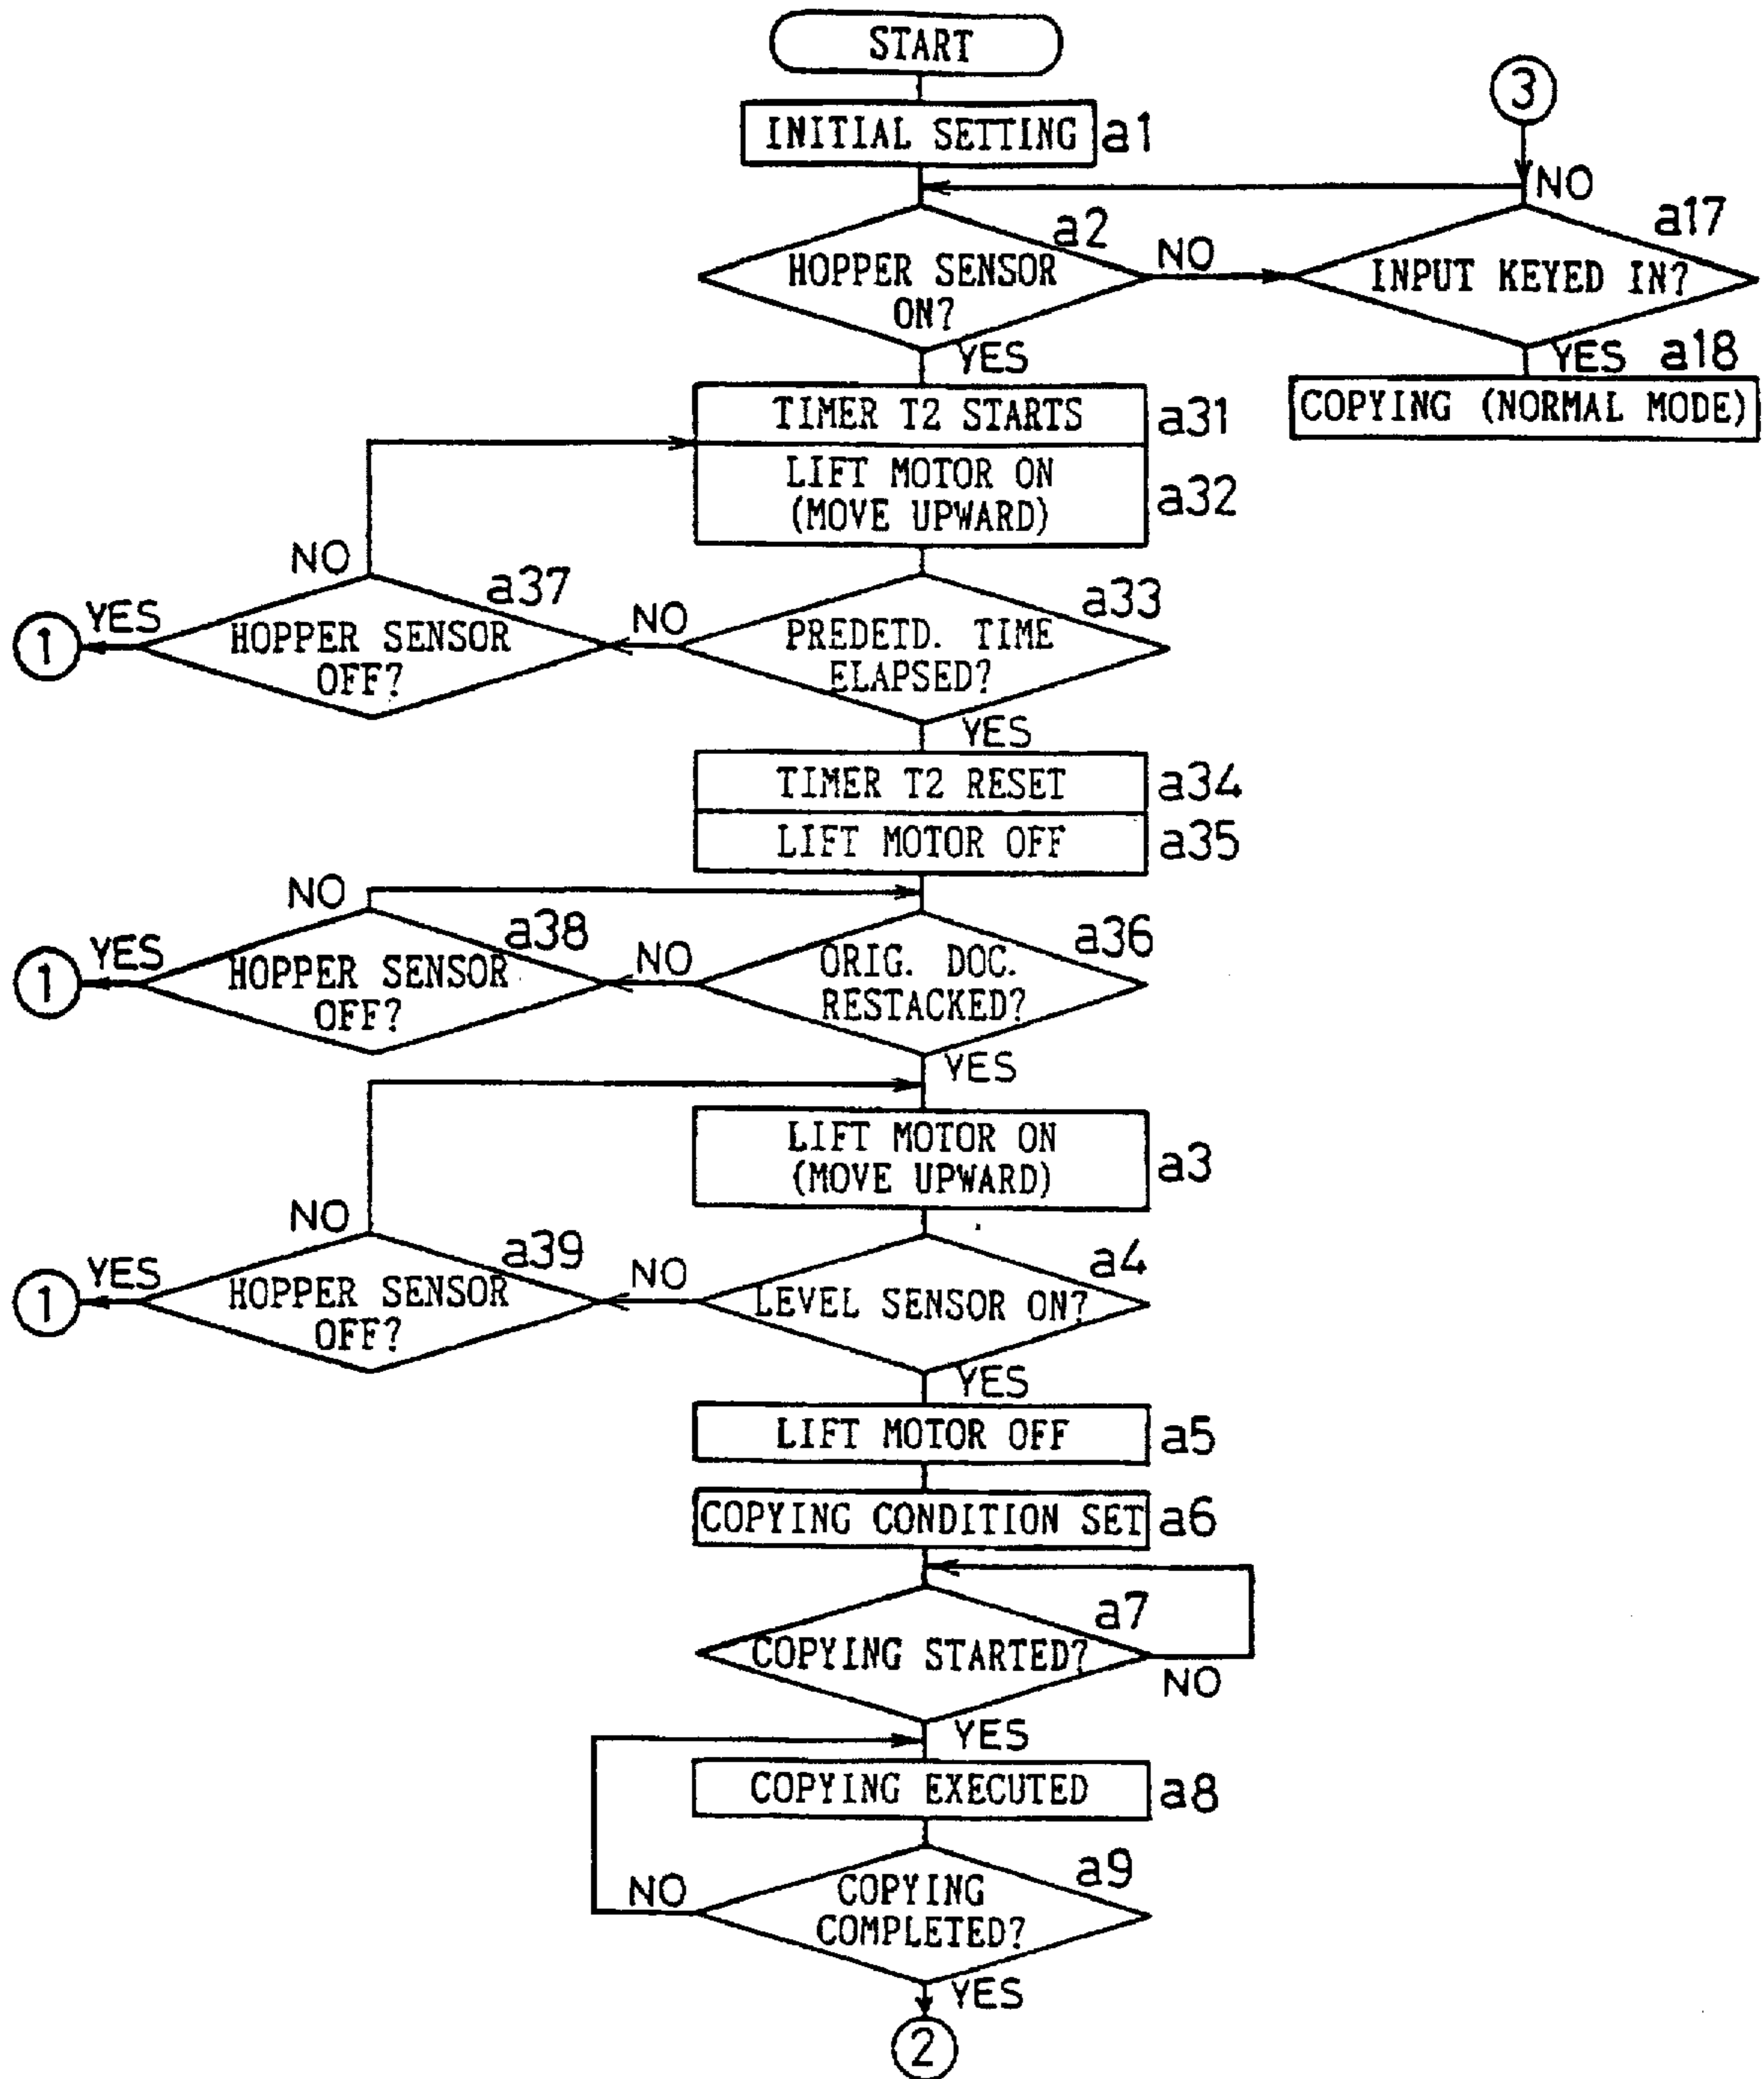 START
3
INITIAL SETTING a1
NO
a2
HOPPER SENSOR
ON?
NO
a17
INPUT KEYED IN?
YES
YES a18
COPYING (NORMAL MODE)
TIMER T2 STARTS a31
LIFT MOTOR ON
(MOVE UPWARD)
a32
NO
a37
HOPPER SENSOR
OFF?
YES
1
NO
a33
PREDETD. TIME
ELAPSED?
YES
TIMER T2 RESET a34
LIFT MOTOR OFF a35
NO
a38
HOPPER SENSOR
OFF?
YES
1
NO
a36
ORIG. DOC.
RESTACKED?
YES
LIFT MOTOR ON
(MOVE UPWARD)
a3
NO
a39
HOPPER SENSOR
OFF?
YES
1
NO
a4
LEVEL SENSOR ON?
YES
LIFT MOTOR OFF a5
COPYING CONDITION SET a6
a7
COPYING STARTED?
NO
YES
COPYING EXECUTED a8
a9
NO
COPYING
COMPLETED?
YES
2